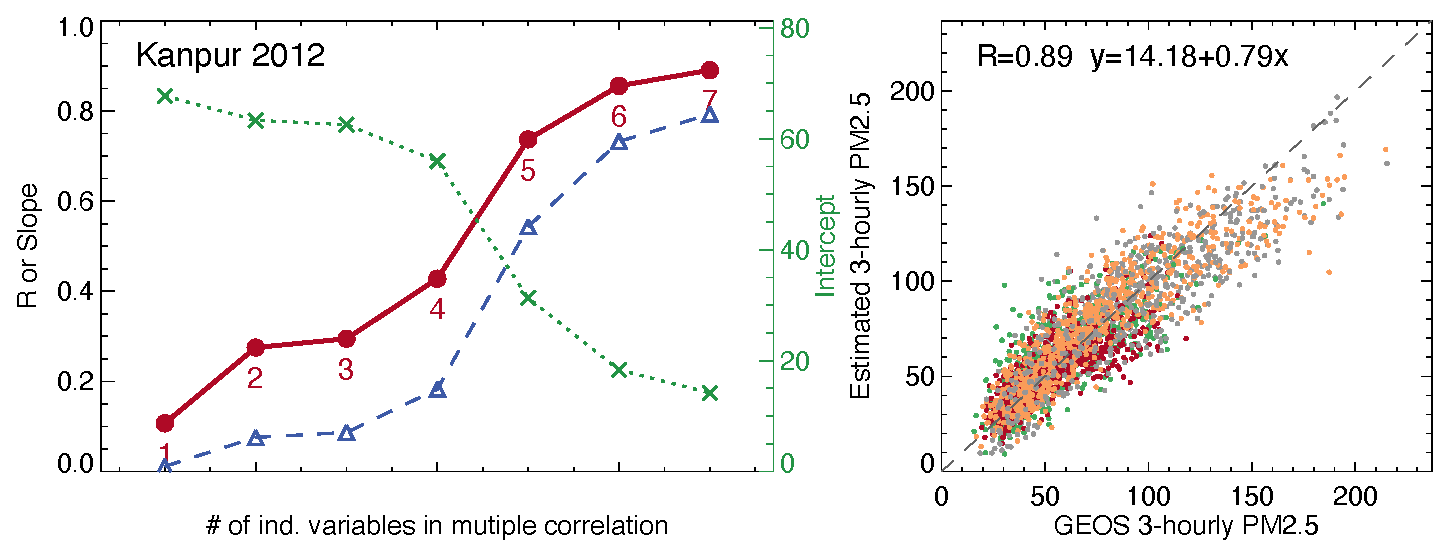 Kanpur 2012
R or Slope
1.0
0.8
0.6
0.4
0.2
0.0
1
2
3
4
5
6
7
80
60
40
20
0
Intercept
# of ind. variables in mutiple correlation
R=0.89 y=14.18+0.79x
Estimated 3-hourly PM2.5
200
150
100
50
0
0 50 100 150 200
GEOS 3-hourly PM2.5